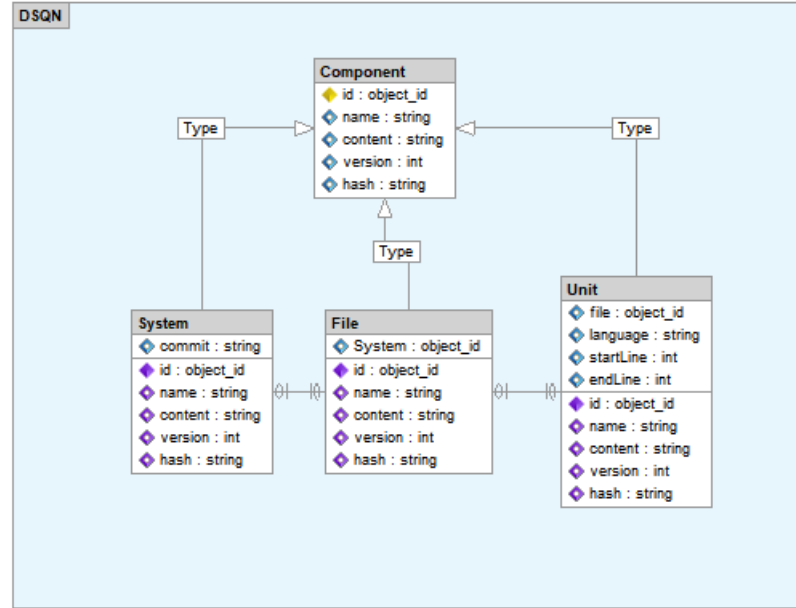 DSQN
Component
id : object_id
name : string
content : string
version : int
hash : string
Type
Type
Type
System
commit : string
id : object_id
name : string
content : string
version : int
hash : string
File
System : object_id
id : object_id
name : string
content : string
version : int
hash : string
Unit
file : object_id
language : string
startLine : int
endLine : int
id : object_id
name : string
content : string
version : int
hash : string